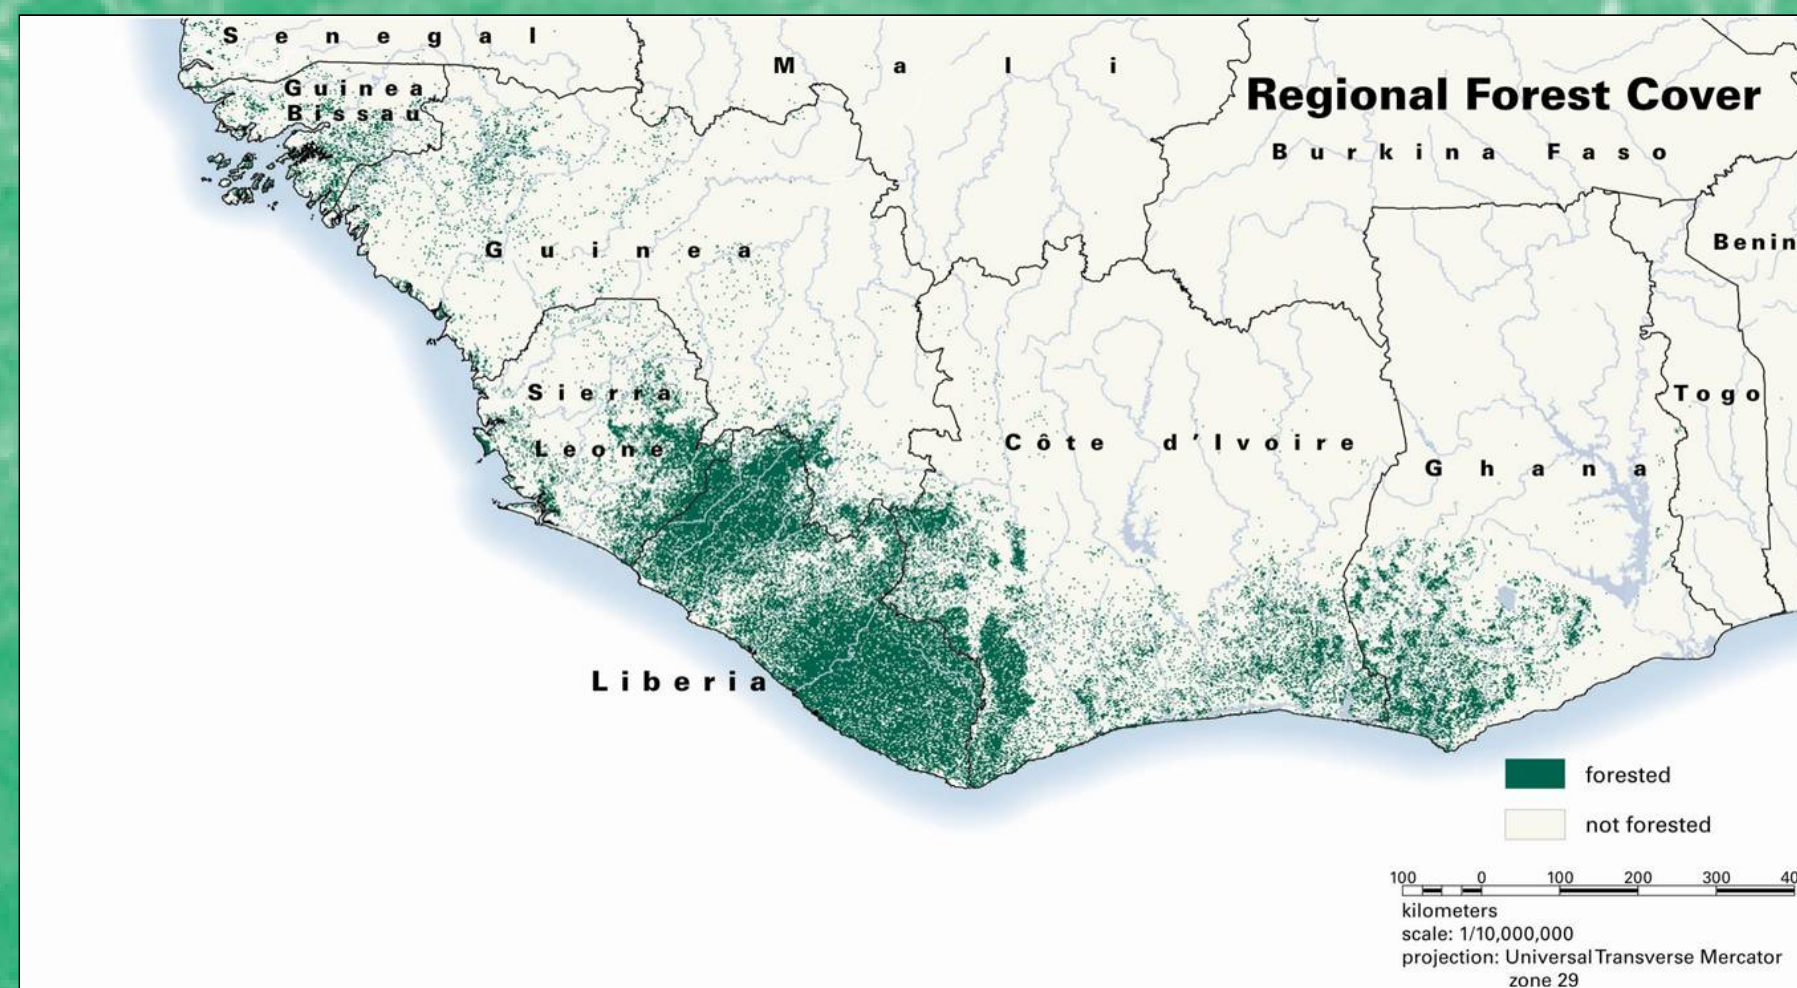 Senegal
Mali
Guinea
Bissau
Regional Forest Cover
Burkina Faso
Guinea
Benin
Sierra
Leone
Togo
Côte d'Ivoire
Ghana
Liberia
forested
not forested
100 0 100 200 300 40
kilometers
scale: 1/10,000,000
projection: Universal Transverse Mercator
zone 29